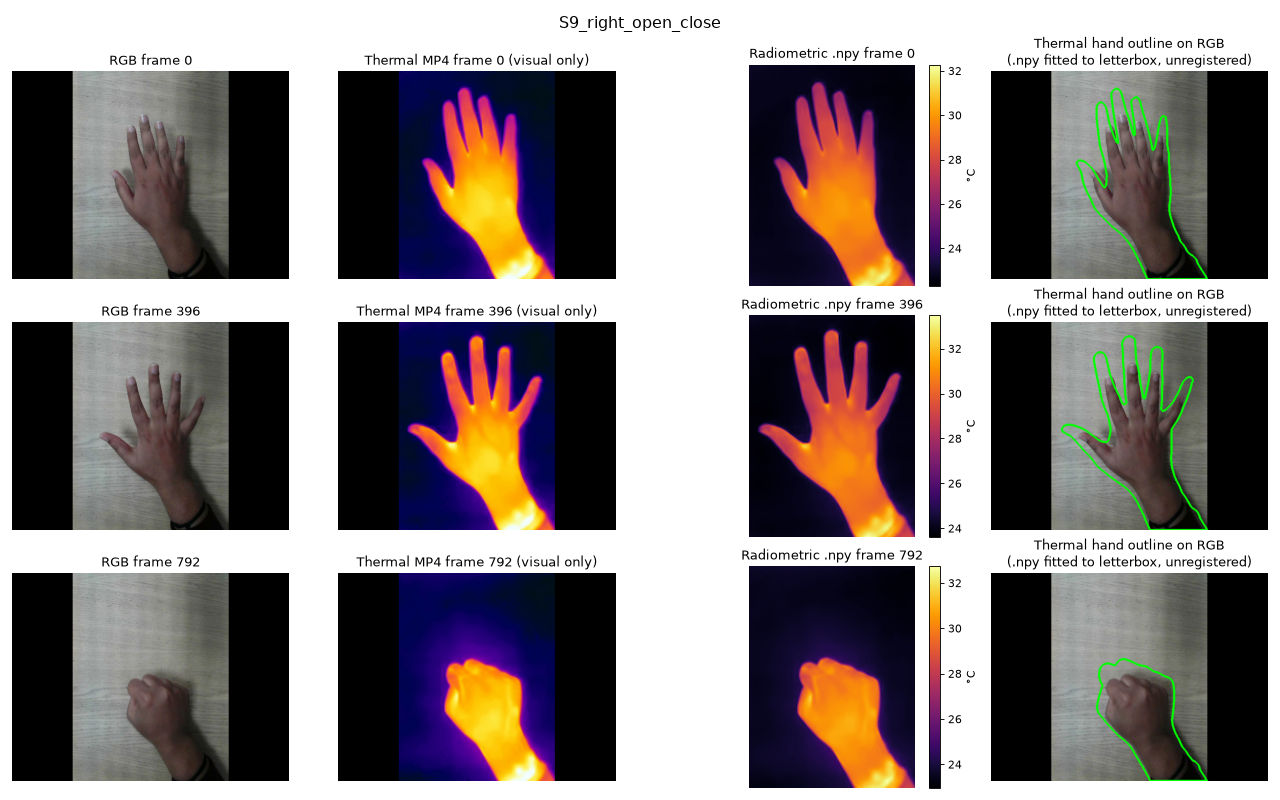 S9_right_open_close
RGB frame 0
Thermal MP4 frame 0 (visual only)
Radiometric .npy frame 0
Thermal hand outline on RGB
(.npy fitted to letterbox, unregistered)
32
30
28
26
24
°C
RGB frame 396
Thermal MP4 frame 396 (visual only)
Radiometric .npy frame 396
Thermal hand outline on RGB
(.npy fitted to letterbox, unregistered)
32
30
28
26
24
°C
RGB frame 792
Thermal MP4 frame 792 (visual only)
Radiometric .npy frame 792
Thermal hand outline on RGB
(.npy fitted to letterbox, unregistered)
32
30
28
26
24
°C